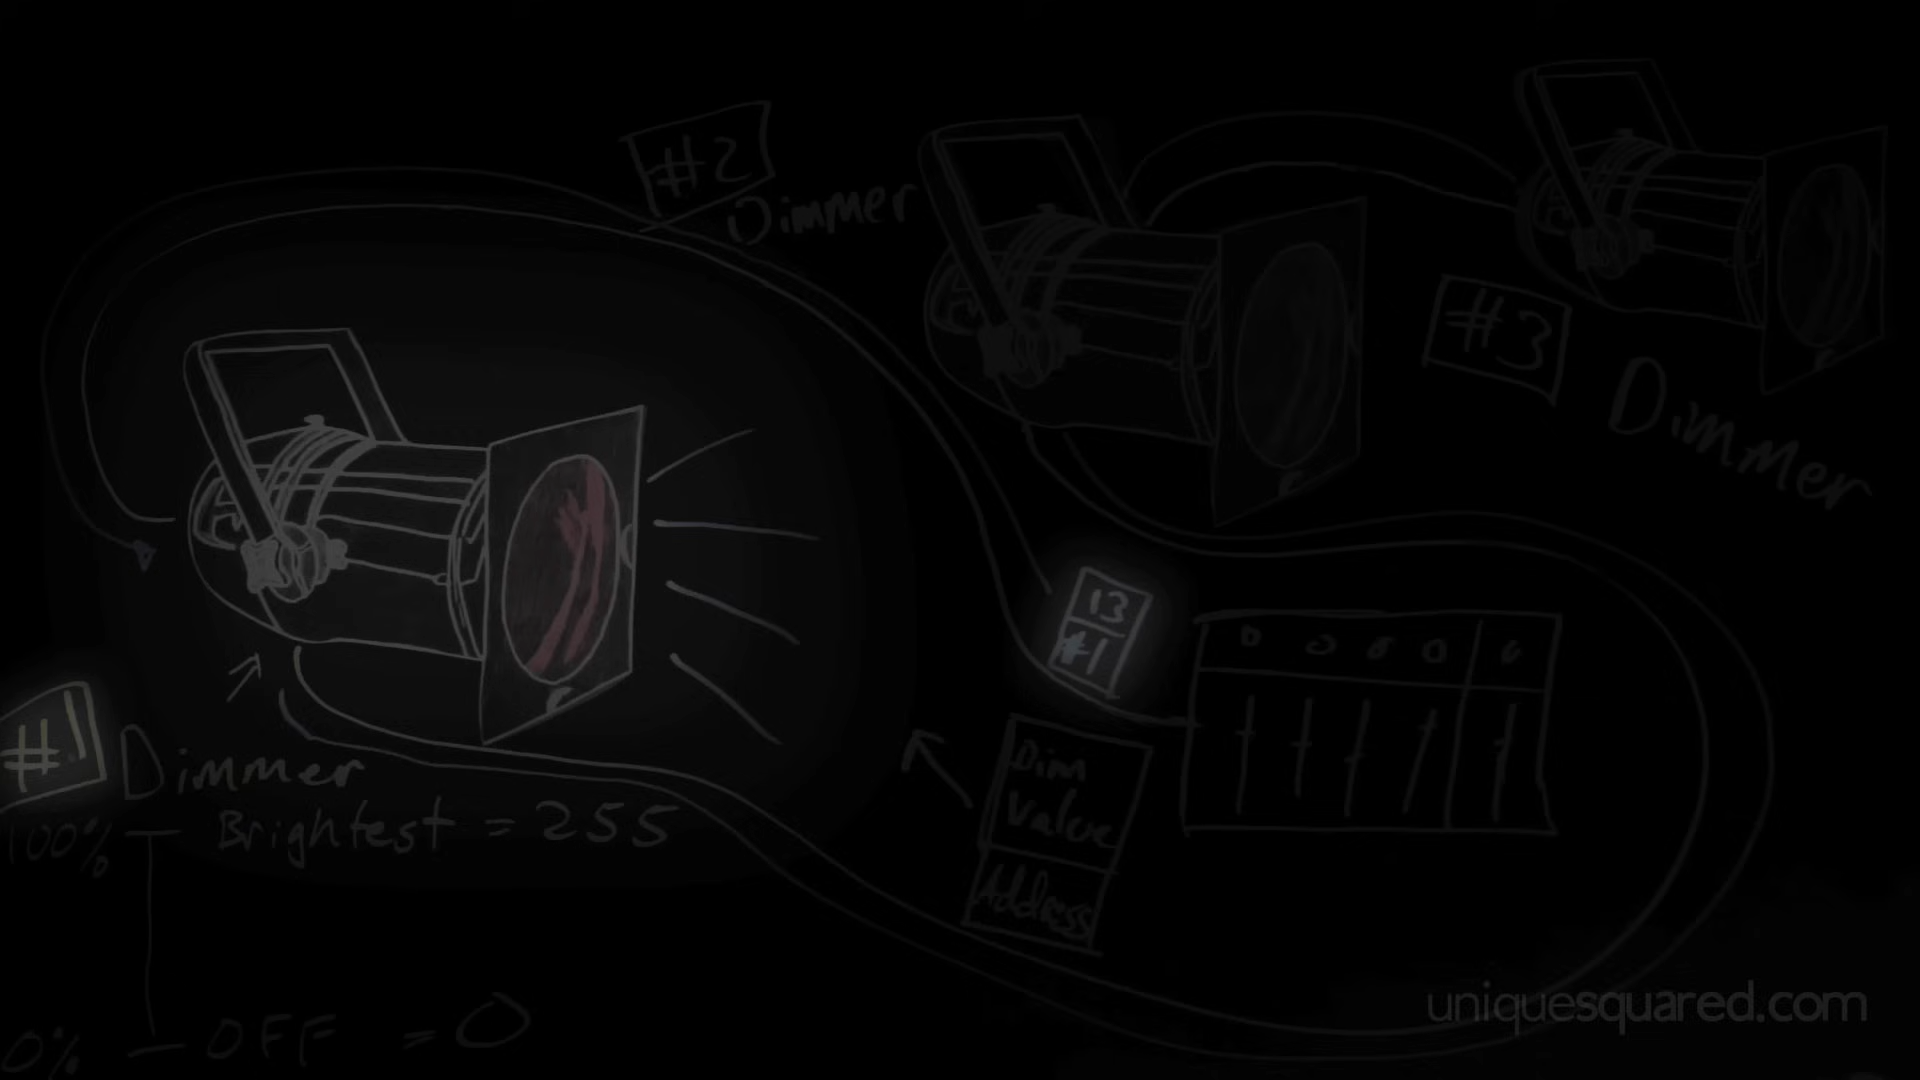 #2
Dimmer
#3
Dimmer
13
#1
#1
Dimmer
Brightest = 255
100%
Dim
Value
Address
0%
OFF = 0
uniquesquared.com